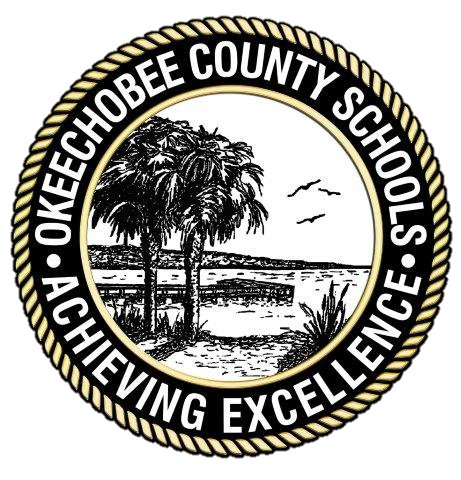 OKEECHOBEE COUNTY SCHOOLS
• ACHIEVING EXCELLENCE •